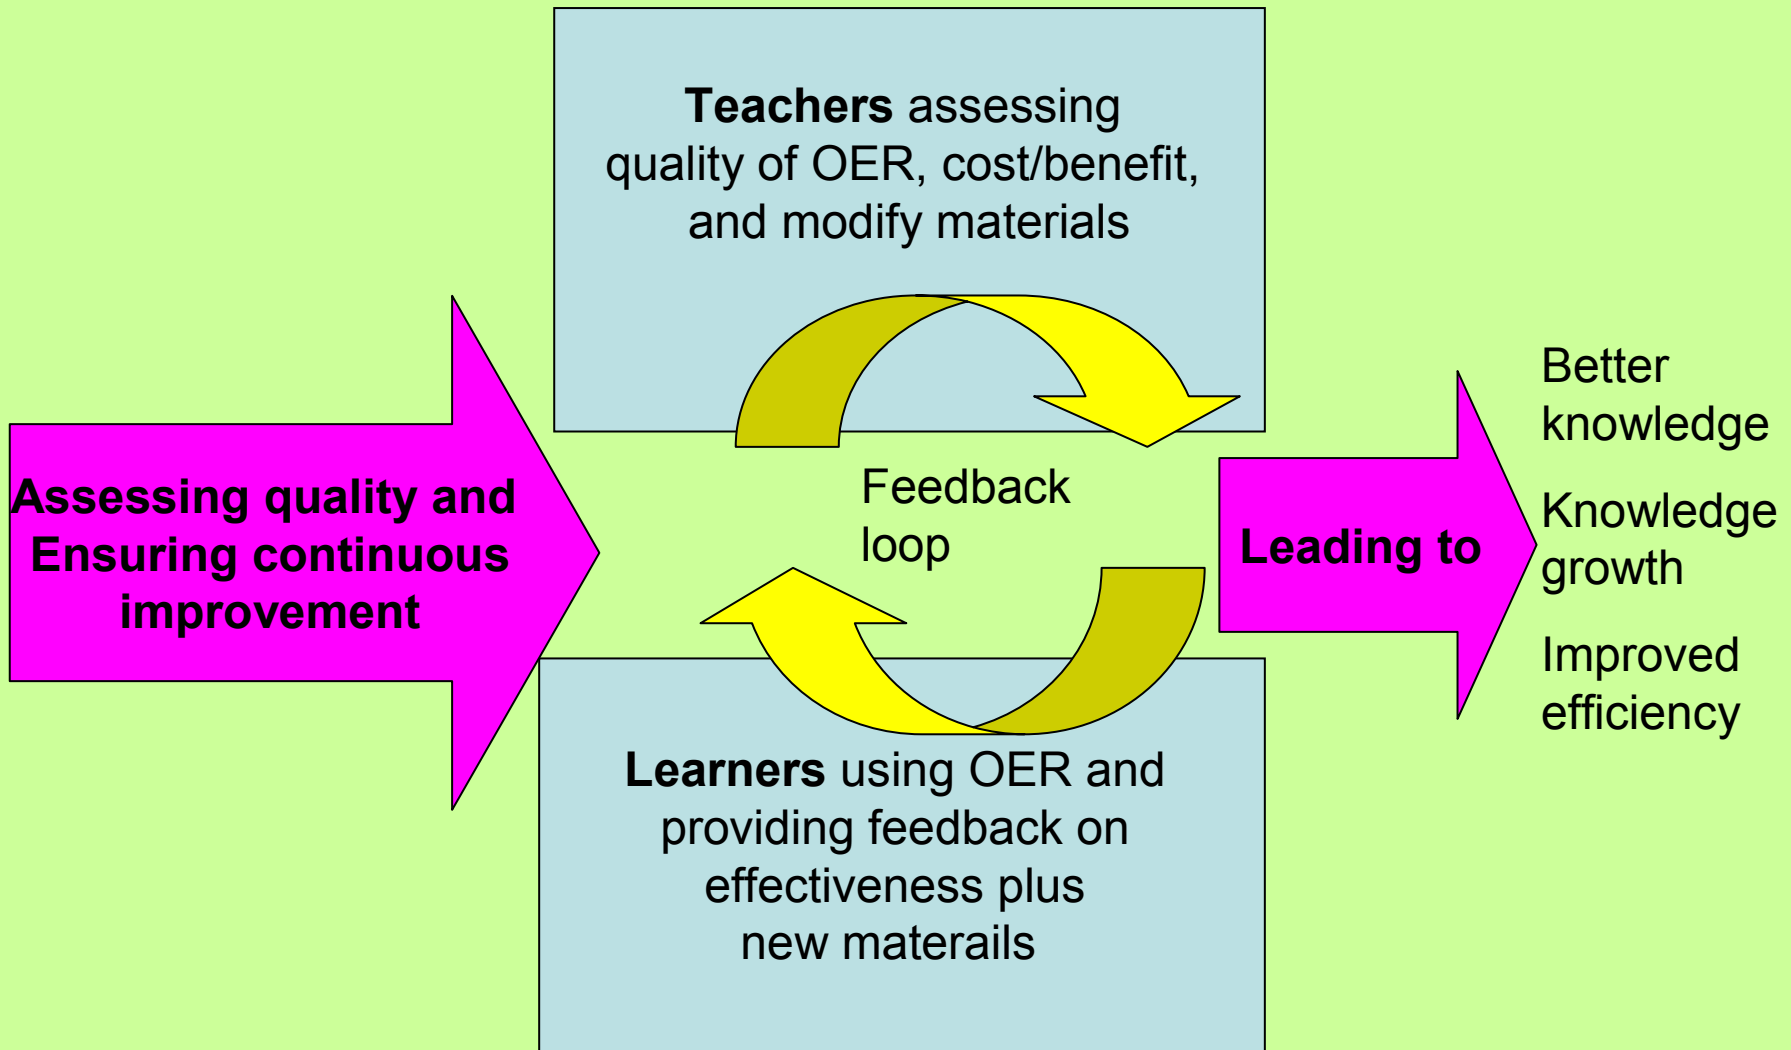 Teachers assessing
quality of OER, cost/benefit,
and modify materials
Assessing quality and
Ensuring continuous
improvement
Feedback
loop
Leading to
Better
knowledge
Knowledge
growth
Improved
efficiency
Learners using OER and
providing feedback on
effectiveness plus
new materails